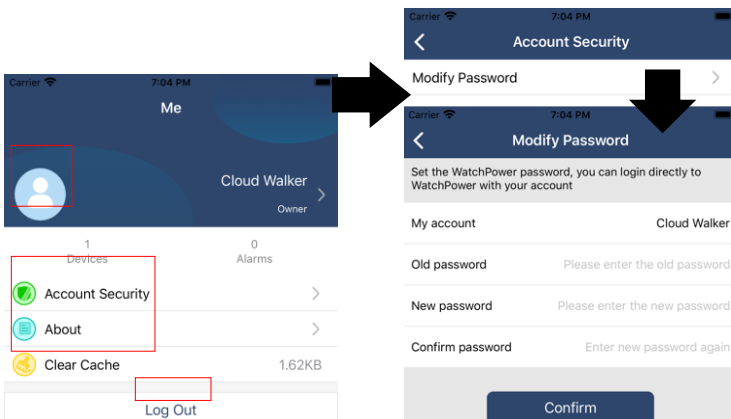 Carrier 7:04 PM
Me
Cloud Walker
Owner
1 0
Devices Alarms
Account Security
About
Clear Cache 1.62KB
Log Out
Carrier 7:04 PM
Account Security
Modify Password
Carrier 7:04 PM
Modify Password
Set the WatchPower password, you can login directly to
WatchPower with your account
My account Cloud Walker
Old password Please enter the old password
New password Please enter the new password
Confirm password Enter new password again
Confirm